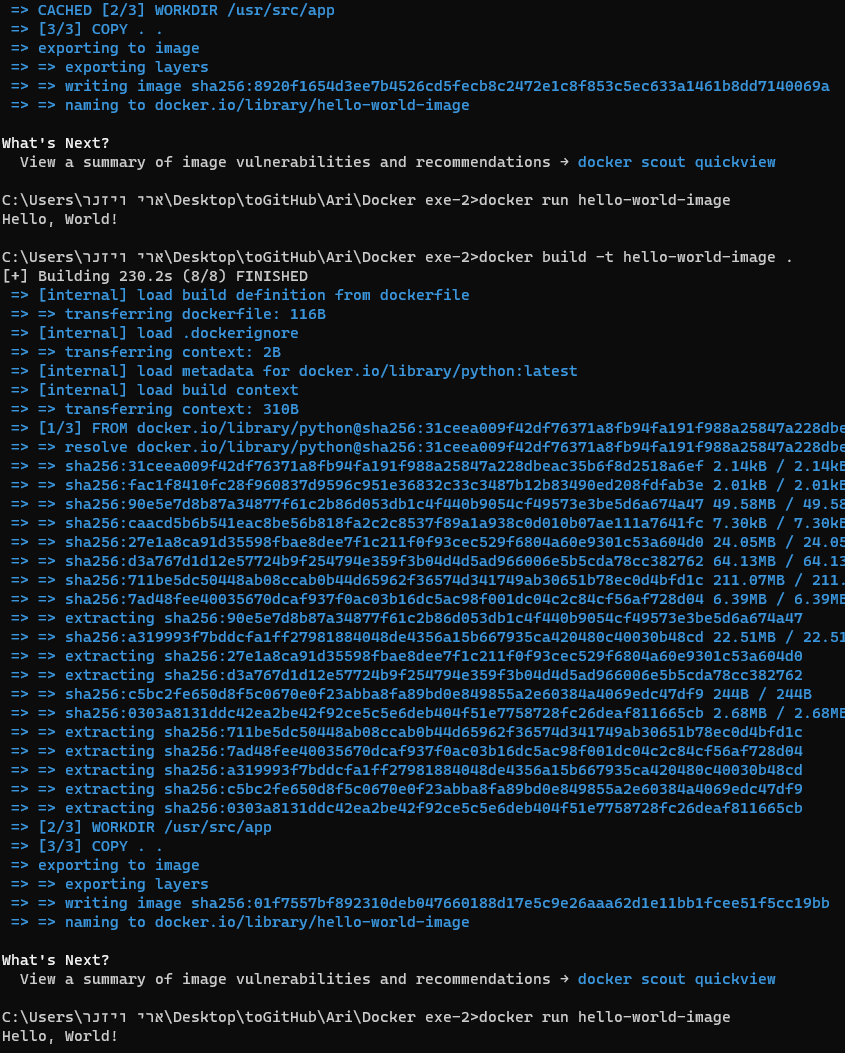 => CACHED [2/3] WORKDIR /usr/src/app
=> [3/3] COPY . .
=> exporting to image
=> => exporting layers
=> => writing image sha256:8920f1654d3ee7b4526cd5fecb8c2472e1c8f853c5ec633a1461b8dd7140069a
=> => naming to docker.io/library/hello-world-image
What's Next?
View a summary of image vulnerabilities and recommendations → docker scout quickview
C:\Users\ארי ויזנר\Desktop\toGitHub\Ari\Docker exe-2>docker run hello-world-image
Hello, World!
C:\Users\ארי ויזנר\Desktop\toGitHub\Ari\Docker exe-2>docker build -t hello-world-image .
[+] Building 230.2s (8/8) FINISHED
=> [internal] load build definition from dockerfile
=> => transferring dockerfile: 116B
=> [internal] load .dockerignore
=> => transferring context: 2B
=> [internal] load metadata for docker.io/library/python:latest
=> [internal] load build context
=> => transferring context: 310B
=> [1/3] FROM docker.io/library/python@sha256:31ceea009f42df76371a8fb94fa191f988a25847a228dbe
=> => resolve docker.io/library/python@sha256:31ceea009f42df76371a8fb94fa191f988a25847a228dbe
=> => sha256:31ceea009f42df76371a8fb94fa191f988a25847a228dbeac35b6f8d2518a6ef 2.14kB / 2.14kB
=> => sha256:fac1f8410fc28f960837d9596c951e36832c33c3487b12b83490ed208fdfab3e 2.01kB / 2.01kB
=> => sha256:90e5e7d8b87a34877f61c2b86d053db1c4f440b9054cf49573e3be5d6a674a47 49.58MB / 49.58
=> => sha256:caacd5b6b541eac8be56b818fa2c2c8537f89a1a938c0d010b07ae111a7641fc 7.30kB / 7.30kB
=> => sha256:27e1a8ca91d35598fbae8dee7f1c211f0f93cec529f6804a60e9301c53a604d0 24.05MB / 24.05
=> => sha256:d3a767d1d12e57724b9f254794e359f3b04d4d5ad966006e5b5cda78cc382762 64.13MB / 64.13
=> => sha256:711be5dc50448ab08ccab0b44d65962f36574d341749ab30651b78ec0d4bfd1c 211.07MB / 211.
=> => sha256:7ad48fee40035670dcaf937f0ac03b16dc5ac98f001dc04c2c84cf56af728d04 6.39MB / 6.39MB
=> => extracting sha256:90e5e7d8b87a34877f61c2b86d053db1c4f440b9054cf49573e3be5d6a674a47
=> => sha256:a319993f7bddcfa1ff27981884048de4356a15b667935ca420480c40030b48cd 22.51MB / 22.51
=> => extracting sha256:27e1a8ca91d35598fbae8dee7f1c211f0f93cec529f6804a60e9301c53a604d0
=> => extracting sha256:d3a767d1d12e57724b9f254794e359f3b04d4d5ad966006e5b5cda78cc382762
=> => sha256:c5bc2fe650d8f5c0670e0f23abba8fa89bd0e849855a2e60384a4069edc47df9 244B / 244B
=> => sha256:0303a8131ddc42ea2be42f92ce5c5e6deb404f51e7758728fc26deaf811665cb 2.68MB / 2.68MB
=> => extracting sha256:711be5dc50448ab08ccab0b44d65962f36574d341749ab30651b78ec0d4bfd1c
=> => extracting sha256:7ad48fee40035670dcaf937f0ac03b16dc5ac98f001dc04c2c84cf56af728d04
=> => extracting sha256:a319993f7bddcfa1ff27981884048de4356a15b667935ca420480c40030b48cd
=> => extracting sha256:c5bc2fe650d8f5c0670e0f23abba8fa89bd0e849855a2e60384a4069edc47df9
=> => extracting sha256:0303a8131ddc42ea2be42f92ce5c5e6deb404f51e7758728fc26deaf811665cb
=> [2/3] WORKDIR /usr/src/app
=> [3/3] COPY . .
=> exporting to image
=> => exporting layers
=> => writing image sha256:01f7557bf892310deb047660188d17e5c9e26aaa62d1e11bb1fcee51f5cc19bb
=> => naming to docker.io/library/hello-world-image
What's Next?
View a summary of image vulnerabilities and recommendations → docker scout quickview
C:\Users\ארי ויזנר\Desktop\toGitHub\Ari\Docker exe-2>docker run hello-world-image
Hello, World!